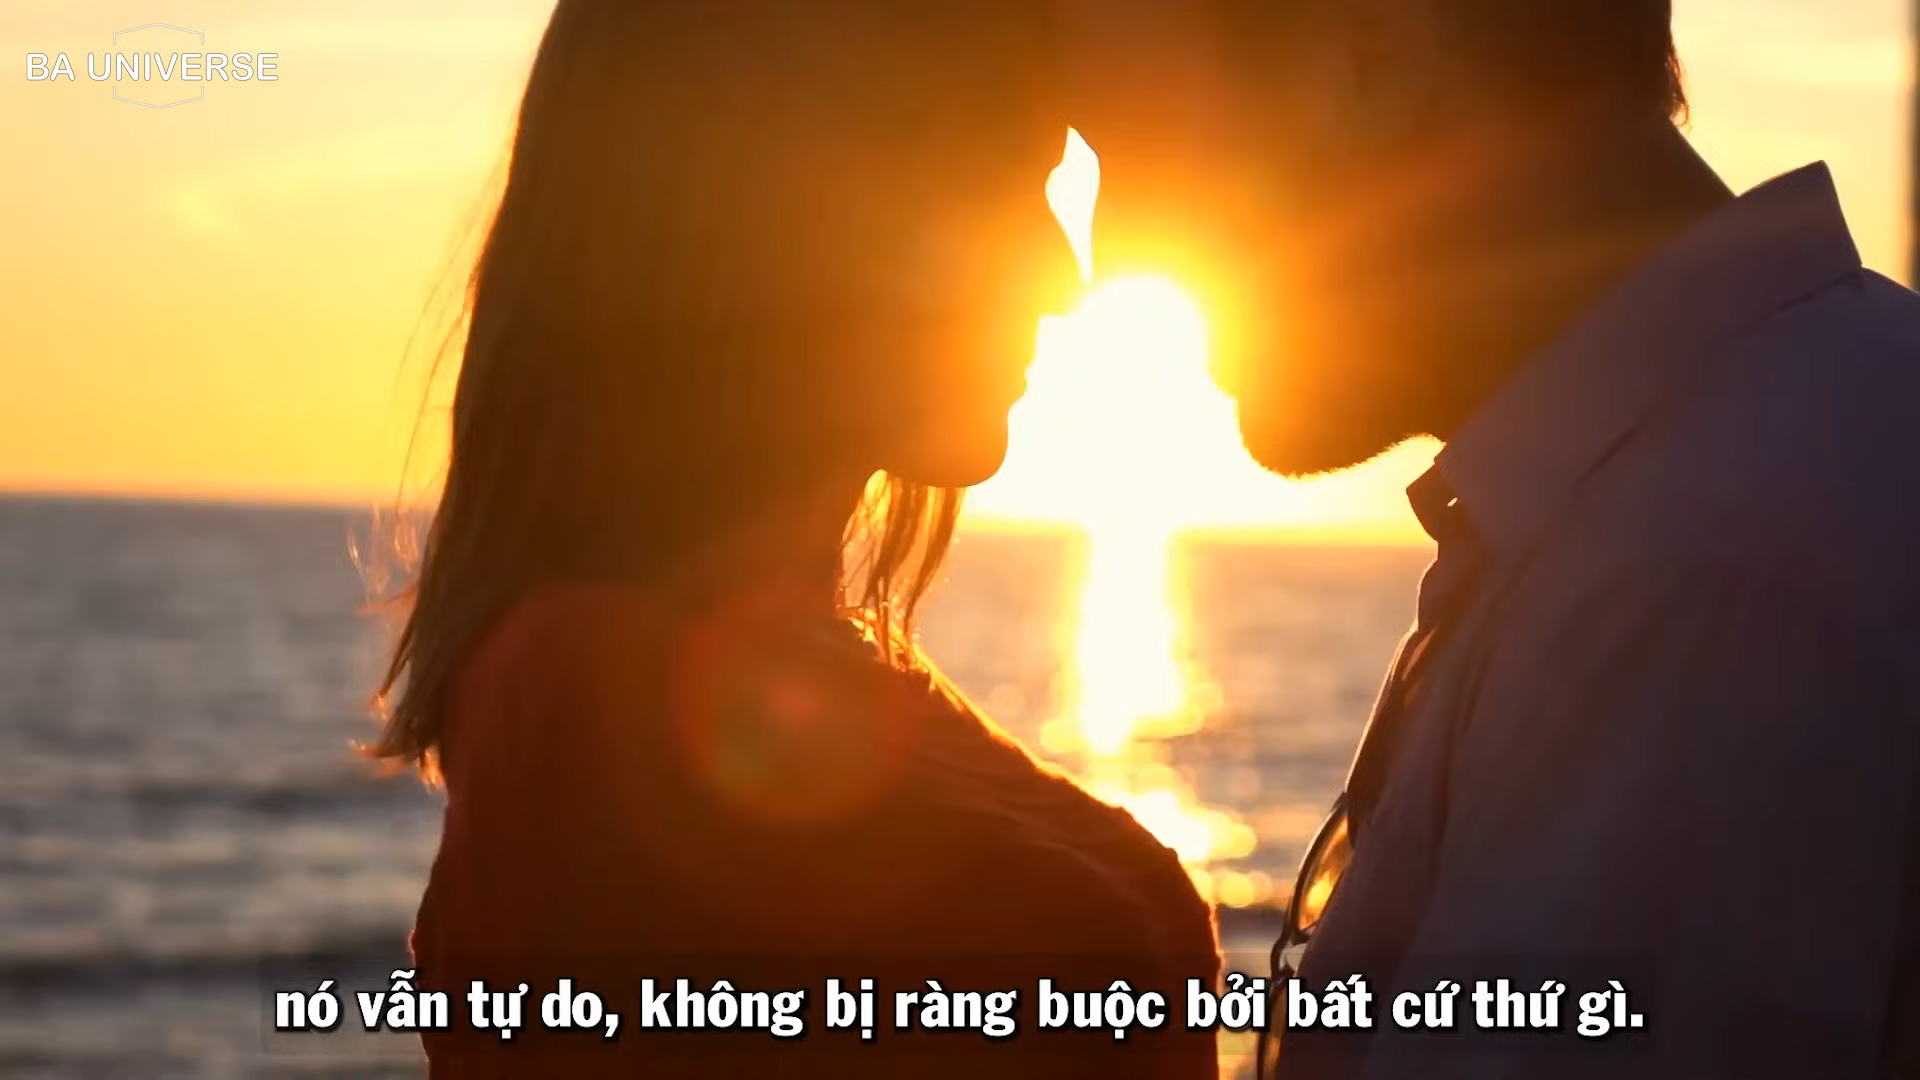 BA UNIVERSE
nó vẫn tự do, không bị ràng buộc bởi bất cứ thứ gì.